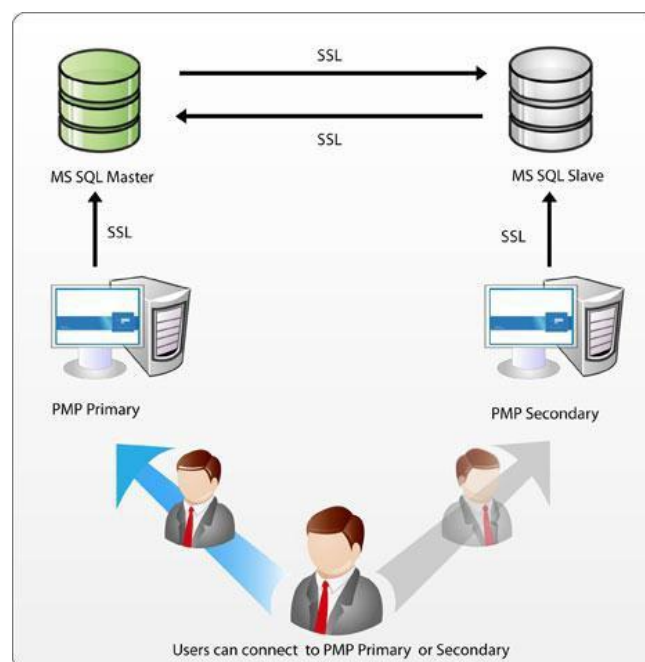 SSL
SSL
MS SQL Master
MS SQL Slave
SSL
SSL
PMP Primary
PMP Secondary
Users can connect to PMP Primary or Secondary